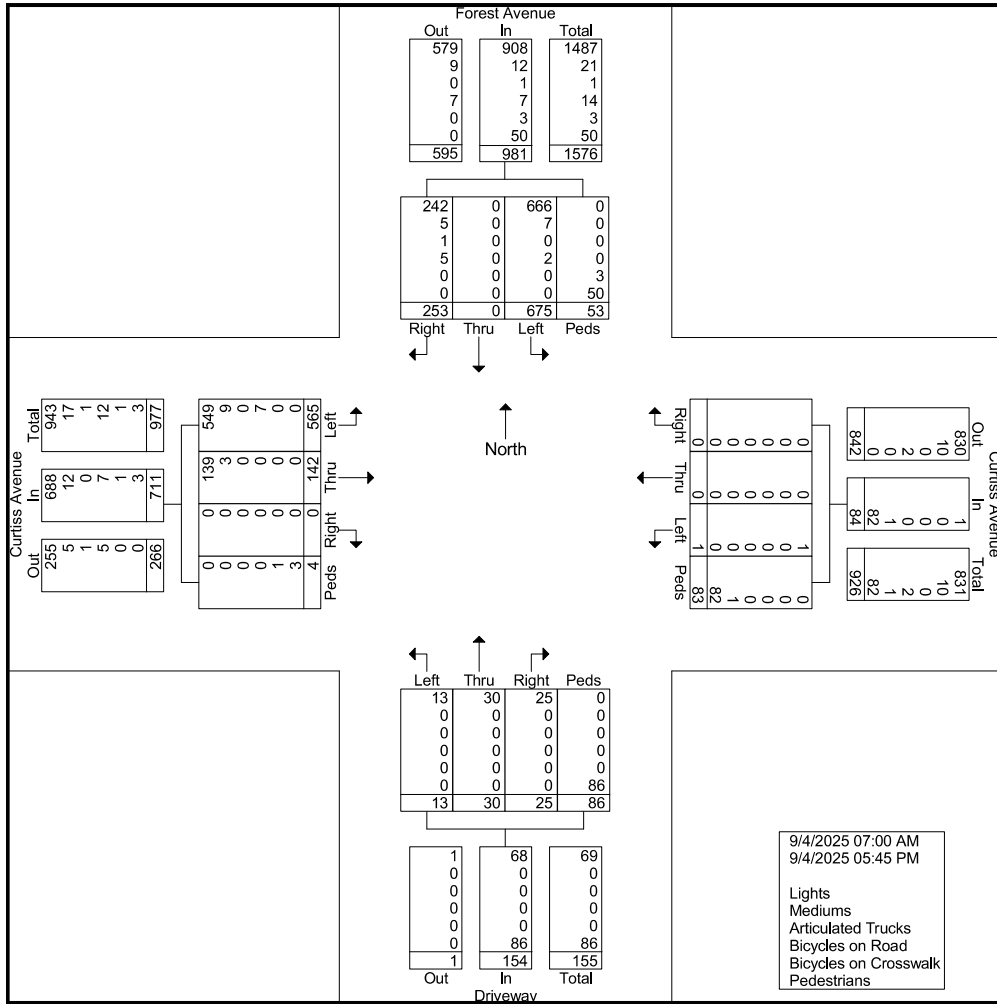 Forest Avenue
Out In Total
579 908 1487
9 12 21
0 1 1
7 7 14
0 3 3
0 50 50
595 981 1576
242 0 666 0
5 0 7 0
1 0 0 0
5 0 2 0
0 0 0 3
0 0 0 50
253 0 675 53
Right Thru Left Peds
Curtiss Avenue
Total 943 17 1 12 1 3 977
In 688 12 0 7 1 3 711
Out 255 5 1 5 0 0 266
549 9 0 7 0 0 565 Left
139 3 0 0 0 0 142 Thru
0 0 0 0 0 0 0 Right
0 0 0 0 1 3 4 Peds
North
Right 0 0 0 0 0 0 0
Thru 0 0 0 0 0 0 0
Left 1 0 0 0 0 0 1
Peds 83 82 1 0 0 0 0
842 0 0 2 0 10 830 Out
84 82 1 0 0 0 1 In
926 82 1 2 0 10 831 Total
Curtiss Avenue
Left Thru Right Peds
13 30 25 0
0 0 0 0
0 0 0 0
0 0 0 0
0 0 0 0
0 0 0 86
13 30 25 86
1 68 69
0 0 0
0 0 0
0 0 0
0 0 0
0 86 86
1 154 155
Out In Total
Driveway
9/4/2025 07:00 AM
9/4/2025 05:45 PM
Lights
Mediums
Articulated Trucks
Bicycles on Road
Bicycles on Crosswalk
Pedestrians